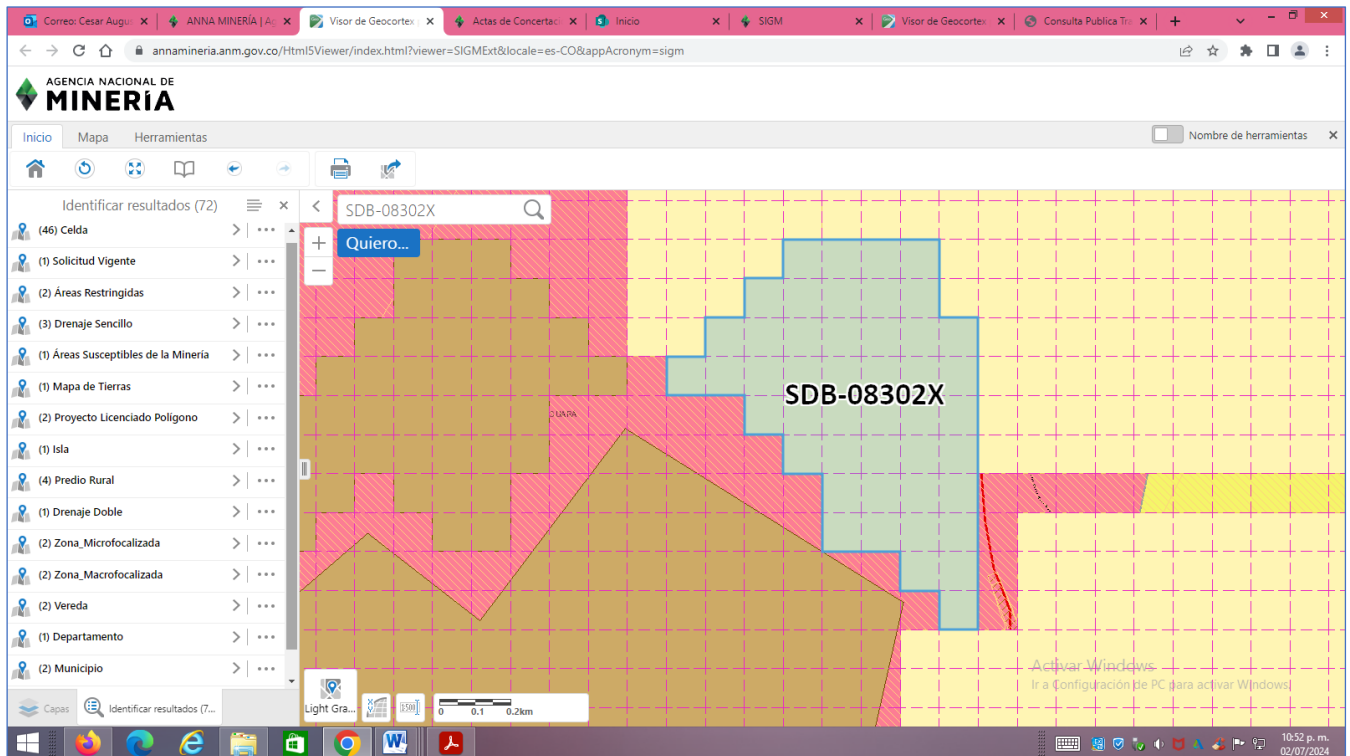 Correo: Cesar Augu
ANNA MINERÍA | Ag
Visor de Geocortex
Actas de Concertaci
Inicio
SIGM
Visor de Geocortex
Consulta Publica Tra
annamineria.anm.gov.co/Html5Viewer/index.html?viewer=SIGMExt&locale=es-CO&appAcronym=sigm
AGENCIA NACIONAL DE
MINERÍA
Inicio Mapa Herramientas
Nombre de herramientas
Identificar resultados (72)
SDB-08302X
Quiero...
(46) Celda
(1) Solicitud Vigente
(2) Áreas Restringidas
(3) Drenaje Sencillo
(1) Áreas Susceptibles de la Minería
(1) Mapa de Tierras
(2) Proyecto Licenciado Polígono
(1) Isla
(4) Predio Rural
(1) Drenaje Doble
(2) Zona_Microfocalizada
(2) Zona_Macrofocalizada
(2) Vereda
(1) Departamento
(2) Municipio
SDB-08302X
Activar Windows
Ir a Configuración de PC para activar Windows.
Capas
Identificar resultados (7...
Light Gra...
0 0.1 0.2km
10:52 p. m.
02/07/2024